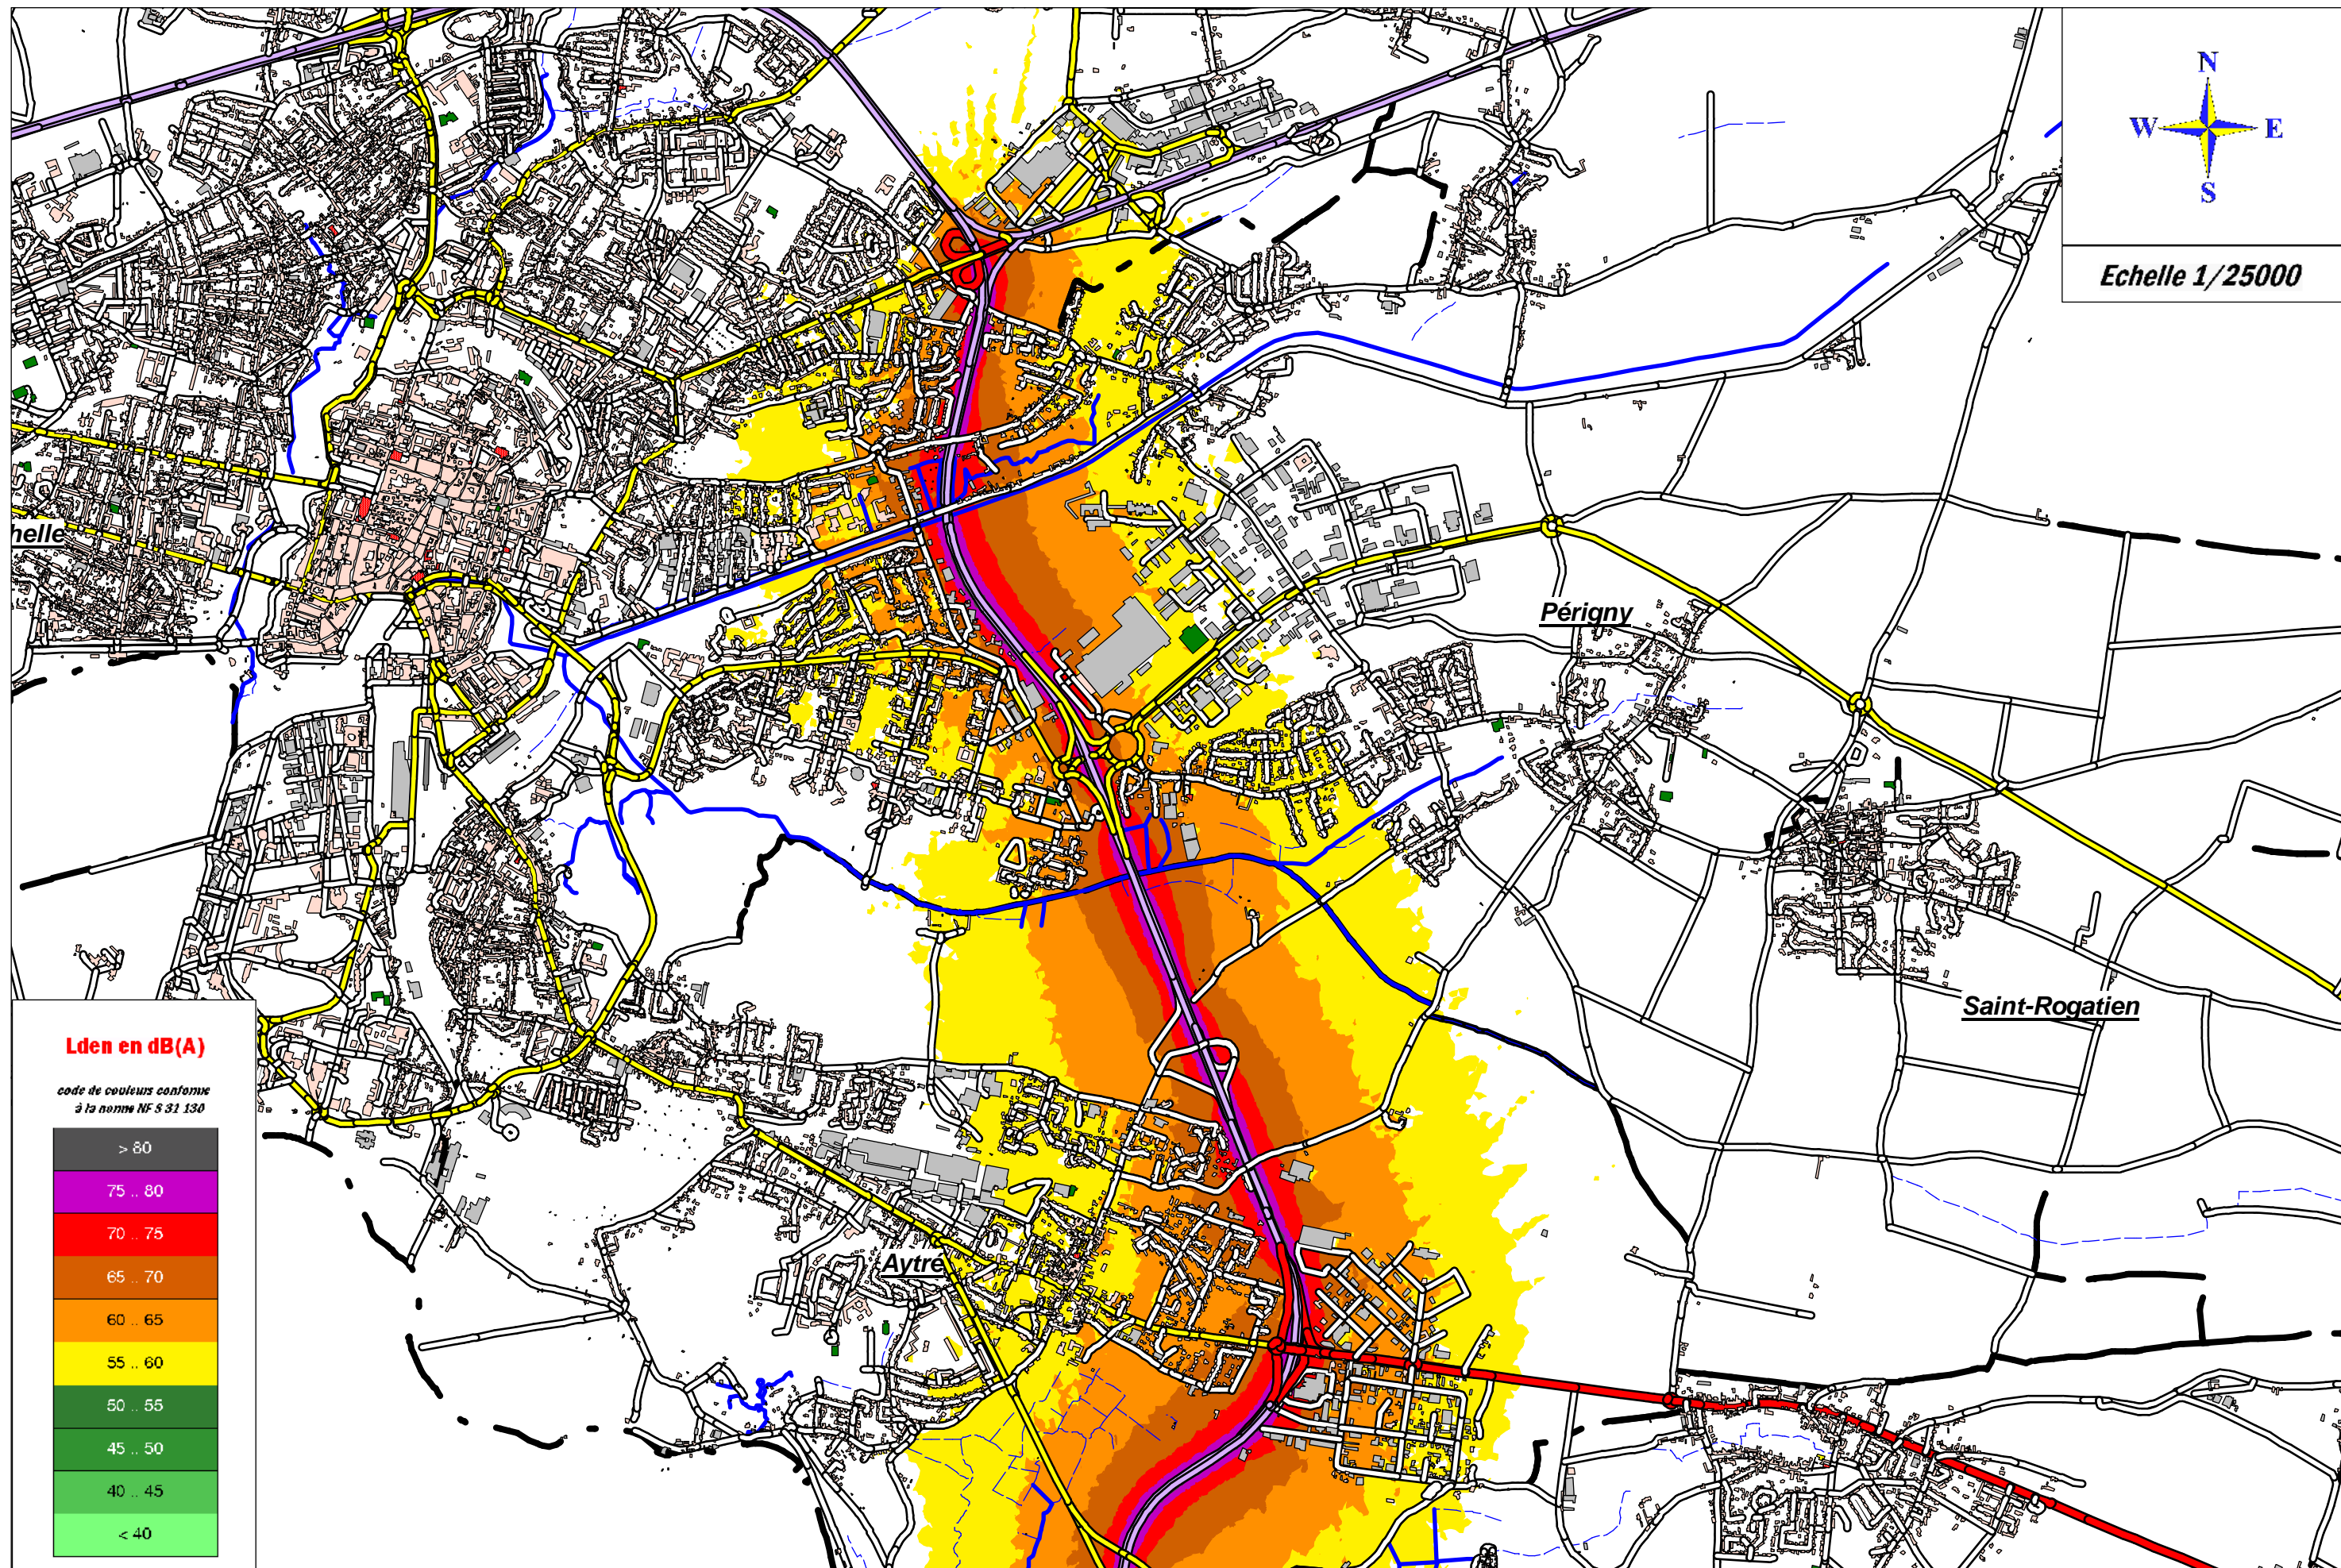 N
W E
S
Echelle 1/25000
helle
Périgny
Saint-Rogatien
Aytré
Lden en dB(A)
code de couleurs conforme
à la norme NF S 31 130
> 80
75 .. 80
70 .. 75
65 .. 70
60 .. 65
55 .. 60
50 .. 55
45 .. 50
40 .. 45
< 40